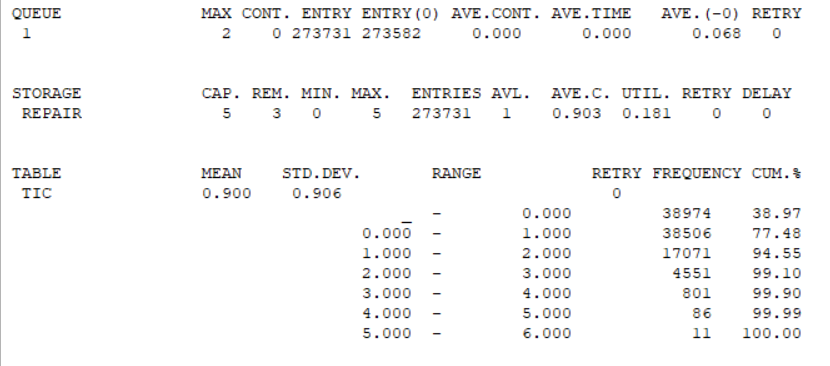 QUEUE MAX CONT. ENTRY ENTRY(0) AVE.CONT. AVE.TIME AVE.(-0) RETRY
1 2 0 273731 273582 0.000 0.000 0.068 0
STORAGE CAP. REM. MIN. MAX. ENTRIES AVL. AVE.C. UTIL. RETRY DELAY
REPAIR 5 3 0 5 273731 1 0.903 0.181 0 0
TABLE MEAN STD.DEV. RANGE RETRY FREQUENCY CUM.%
TIC 0.900 0.906 0
_ - 0.000 38974 38.97
0.000 - 1.000 38506 77.48
1.000 - 2.000 17071 94.55
2.000 - 3.000 4551 99.10
3.000 - 4.000 801 99.90
4.000 - 5.000 86 99.99
5.000 - 6.000 11 100.00